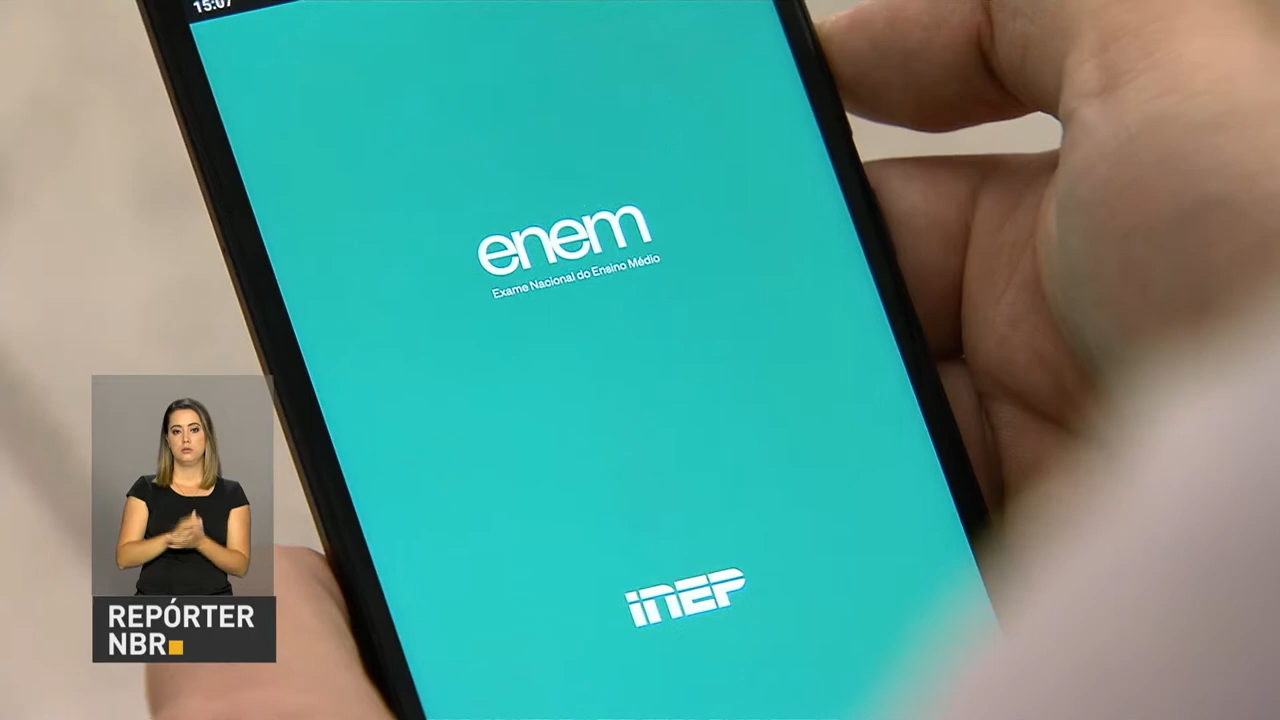 15:07
enem
Exame Nacional do Ensino Médio
INEP
REPÓRTER
NBR